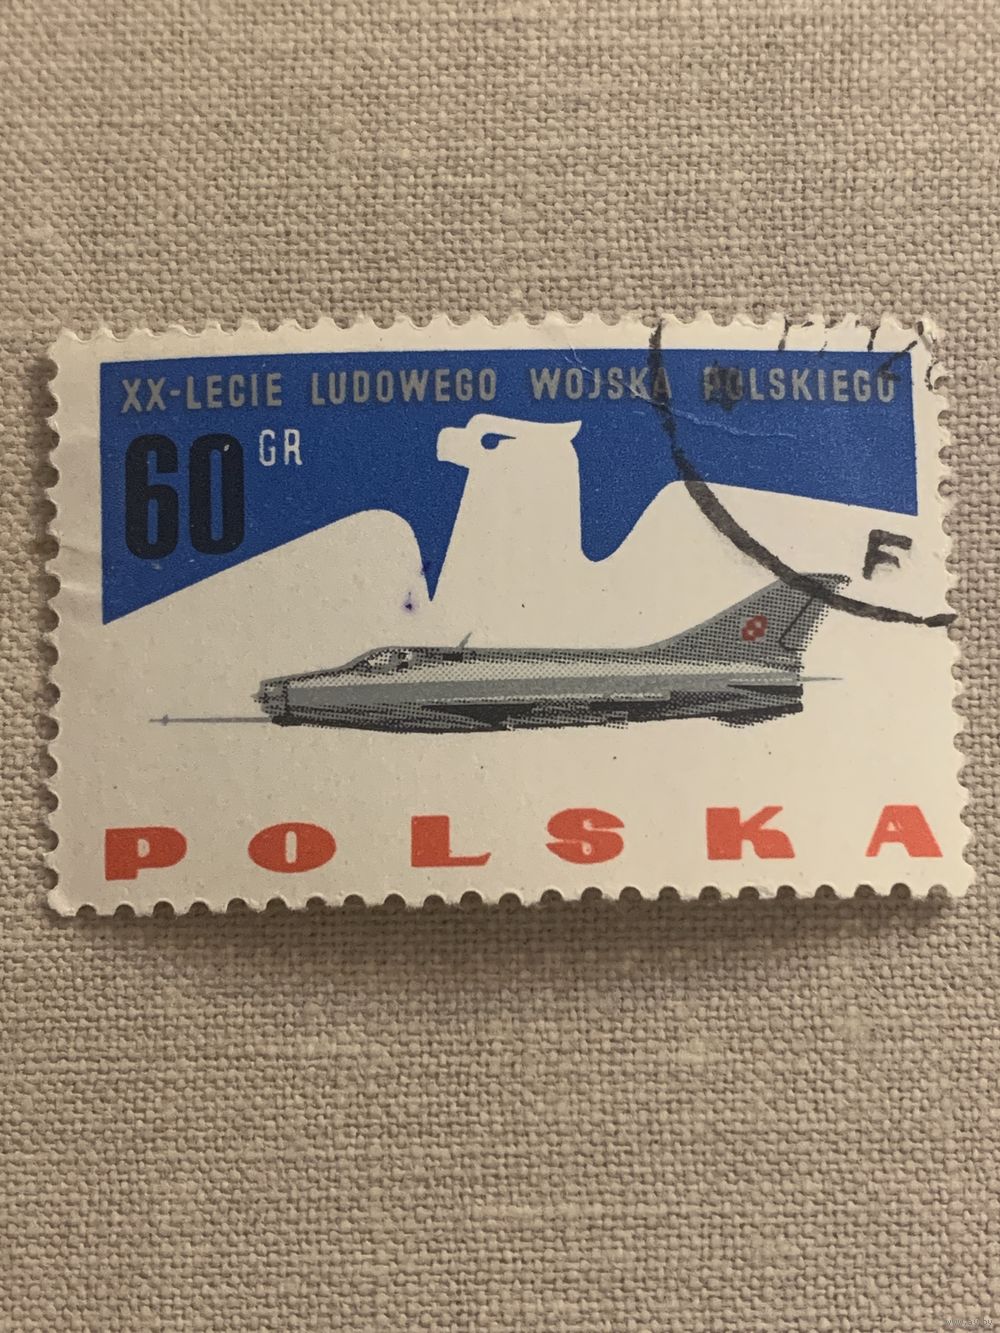 XX-LECIE LUDOWEGO WOJSKA POLSKIEGO
60 GR
F
POLSKA